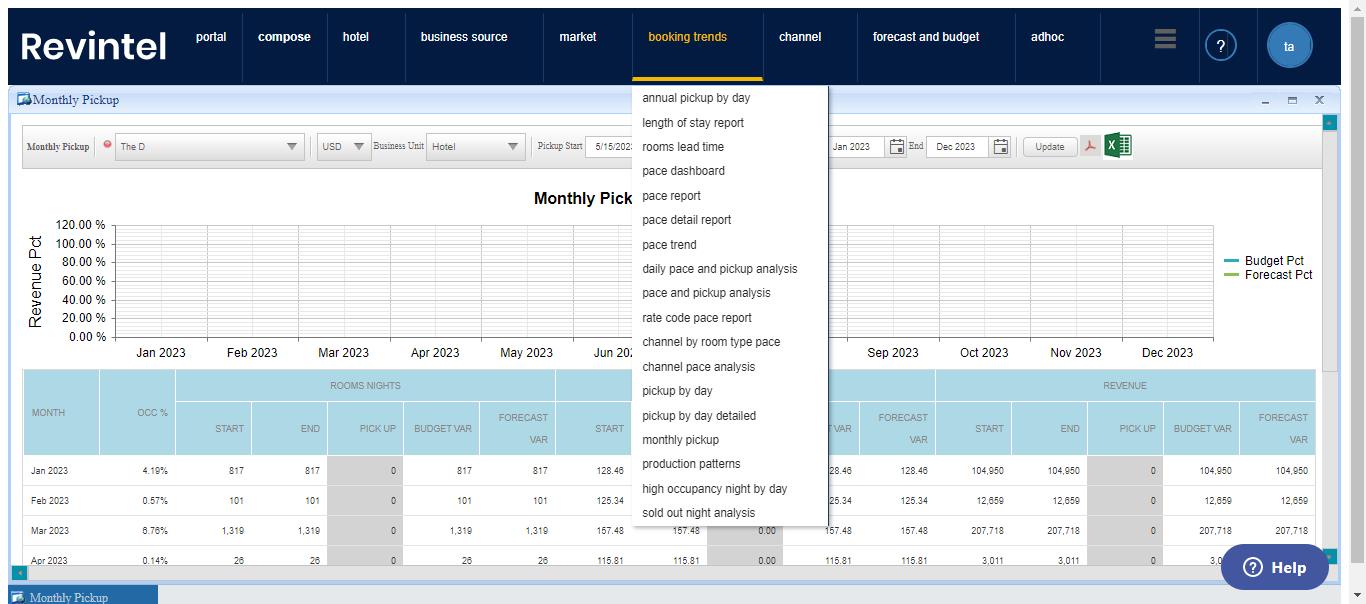 Revintel
portal
compose
hotel
business source
market
booking trends
channel
forecast and budget
adhoc
?
ta
Monthly Pickup
Monthly Pickup
The D
USD
Business Unit
Hotel
Pickup Start
5/15/202
Jan 2023
End
Dec 2023
Update
annual pickup by day
length of stay report
rooms lead time
pace dashboard
pace report
pace detail report
pace trend
daily pace and pickup analysis
pace and pickup analysis
rate code pace report
channel by room type pace
channel pace analysis
pickup by day
pickup by day detailed
monthly pickup
production patterns
high occupancy night by day
sold out night analysis
Monthly Pick
Revenue Pct
120.00 %
100.00 %
80.00 %
60.00 %
40.00 %
20.00 %
0.00 %
Jan 2023 Feb 2023 Mar 2023 Apr 2023 May 2023 Jun 202 Sep 2023 Oct 2023 Nov 2023 Dec 2023
Budget Pct
Forecast Pct
ROOMS NIGHTS REVENUE
MONTH OCC % START END PICK UP BUDGET VAR FORECAST VAR START VAR FORECAST VAR START END PICK UP BUDGET VAR FORECAST VAR
Jan 2023 4.19% 817 817 0 817 817 128.46 28.46 128.46 104,950 104,950 0 104,950 104,950
Feb 2023 0.57% 101 101 0 101 101 125.34 25.34 125.34 12,659 12,659 0 12,659 12,659
Mar 2023 6.76% 1,319 1,319 0 1,319 1,319 157.48 157.48 0.00 157.48 157.48 207,718 207,718 0 207,718 207,718
Apr 2023 0.14% 26 26 0 26 26 115.81 115.81 0.00 115.81 115.81 3,011 3,011 0 3,0
Help
Monthly Pickup